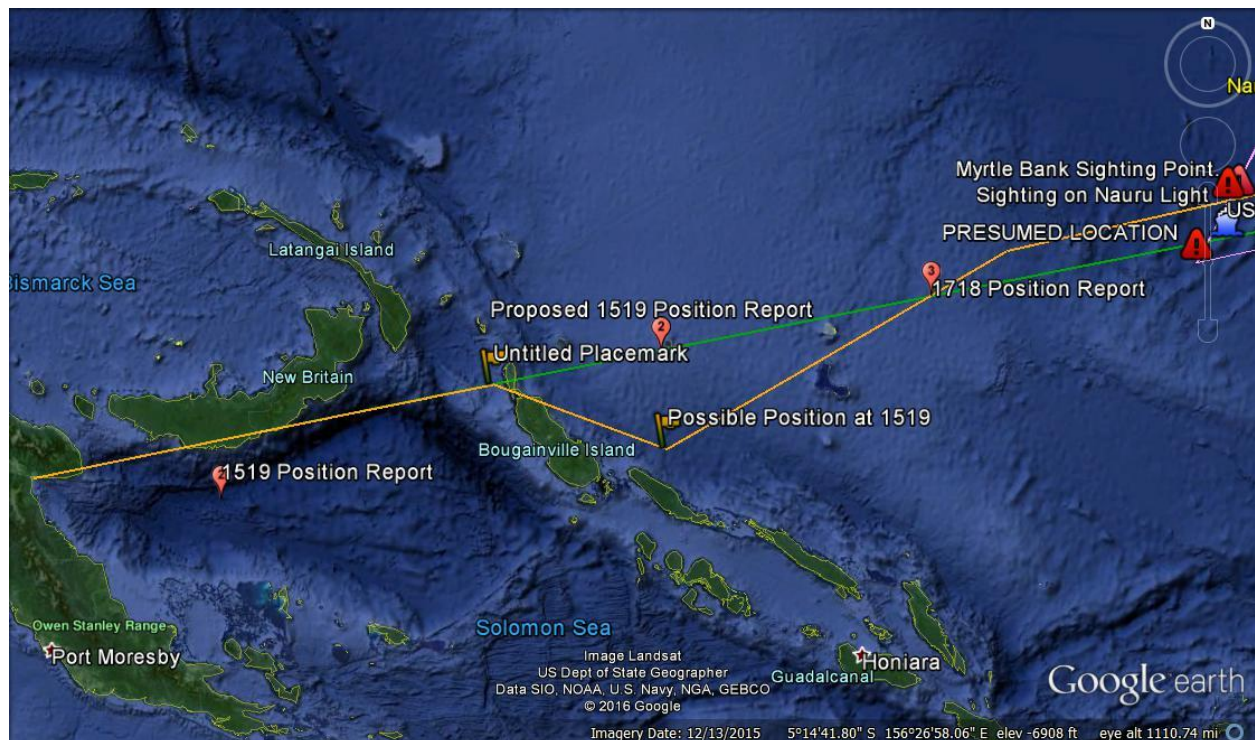 N
Nau
Myrtle Bank Sighting Point.
Sighting on Nauru Light
US
PRESUMED LOCATION
Latangai Island
Bismarck Sea
3
1718 Position Report
Proposed 1519 Position Report
2
Untitled Placemark
New Britain
Possible Position at 1519
Bougainville Island
2
1519 Position Report
Owen Stanley Range
Port Moresby
Solomon Sea
Honiara
Guadalcanal
Image Landsat
US Dept of State Geographer
Data SIO, NOAA, U.S. Navy, NGA, GEBCO
© 2016 Google
Google earth
Imagery Date: 12/13/2015 5°14'41.80" S 156°26'58.06" E elev -6908 ft eye alt 1110.74 mi